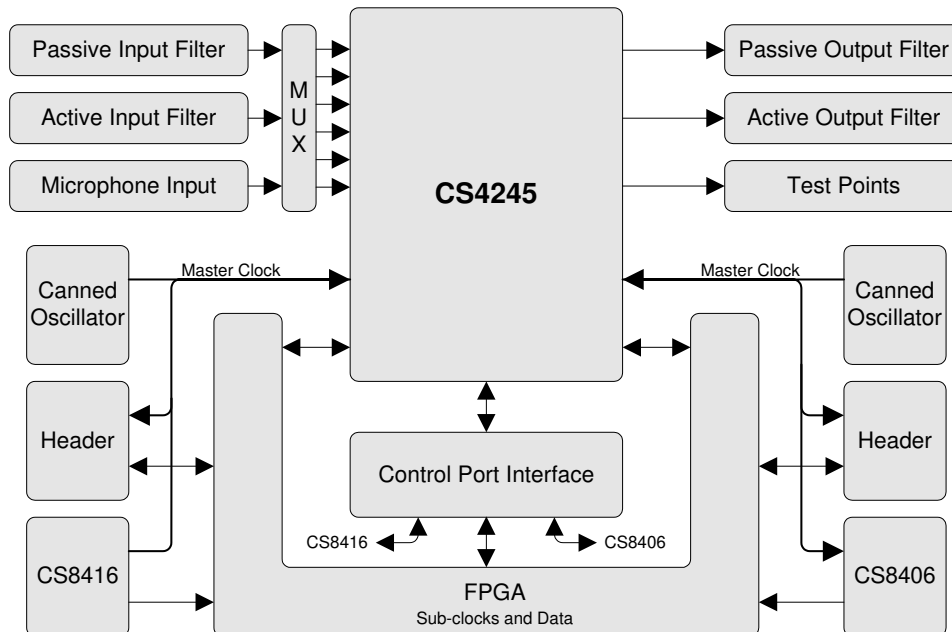 Passive Input Filter
Active Input Filter
Microphone Input
M
U
X
CS4245
Passive Output Filter
Active Output Filter
Test Points
Canned
Oscillator
Master Clock
Master Clock
Canned
Oscillator
Header
Control Port Interface
Header
CS8416
CS8416
CS8406
CS8406
FPGA
Sub-clocks and Data